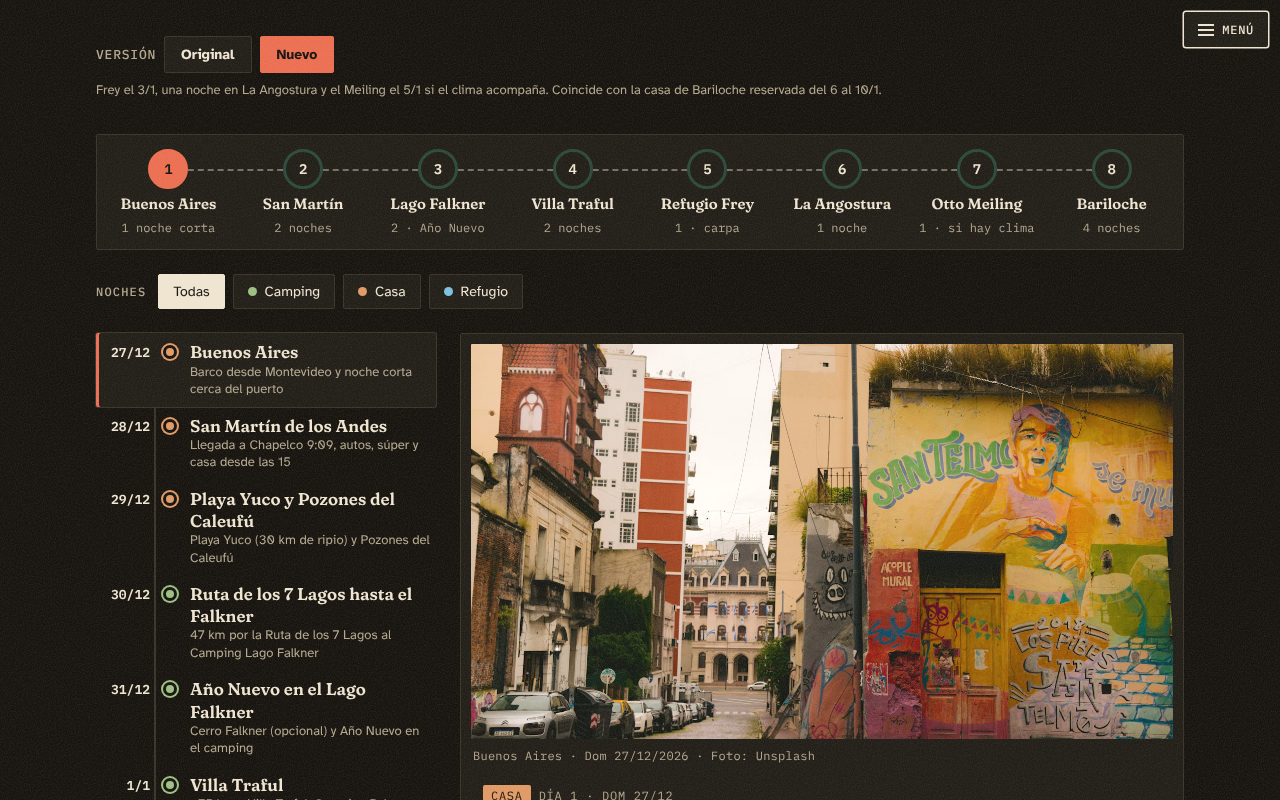 MENÚ
VERSIÓN Original Nuevo
Frey el 3/1, una noche en La Angostura y el Meiling el 5/1 si el clima acompaña. Coincide con la casa de Bariloche reservada del 6 al 10/1.
1 2 3 4 5 6 7 8
Buenos Aires San Martín Lago Falkner Villa Traful Refugio Frey La Angostura Otto Meiling Bariloche
1 noche corta 2 noches 2 · Año Nuevo 2 noches 1 · carpa 1 noche 1 · si hay clima 4 noches
NOCHES Todas Camping Casa Refugio
27/12 Buenos Aires
Barco desde Montevideo y noche corta
cerca del puerto
28/12 San Martín de los Andes
Llegada a Chapelco 9:09, autos, súper y
casa desde las 15
29/12 Playa Yuco y Pozones del
Caleufú
Playa Yuco (30 km de ripio) y Pozones del
Caleufú
30/12 Ruta de los 7 Lagos hasta el
Falkner
47 km por la Ruta de los 7 Lagos al
Camping Lago Falkner
31/12 Año Nuevo en el Lago
Falkner
Cerro Falkner (opcional) y Año Nuevo en
el camping
1/1 Villa Traful
SAN TELMO
ACOPLE
MURAL
2018
LOS PIBES
SAN
TELMO
Buenos Aires · Dom 27/12/2026 · Foto: Unsplash
CASA DÍA 1 · DOM 27/12